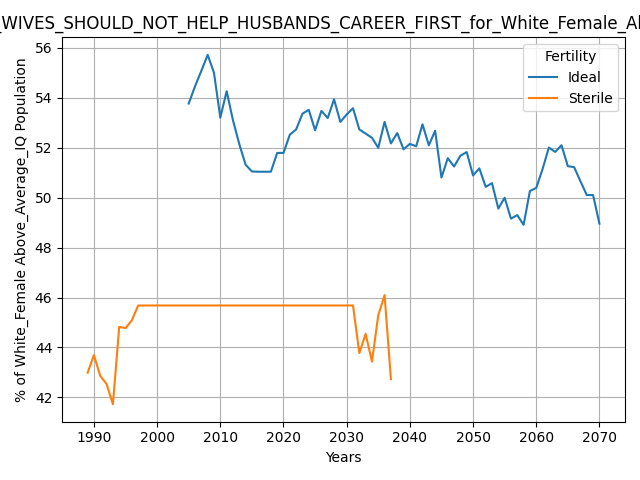 _WIVES_SHOULD_NOT_HELP_HUSBANDS_CAREER_FIRST_for_White_Female_A
Fertility
Ideal
Sterile
% of White_Female Above_Average_IQ Population
56
54
52
50
48
46
44
42
1990
2000
2010
2020
2030
2040
2050
2060
2070
Years